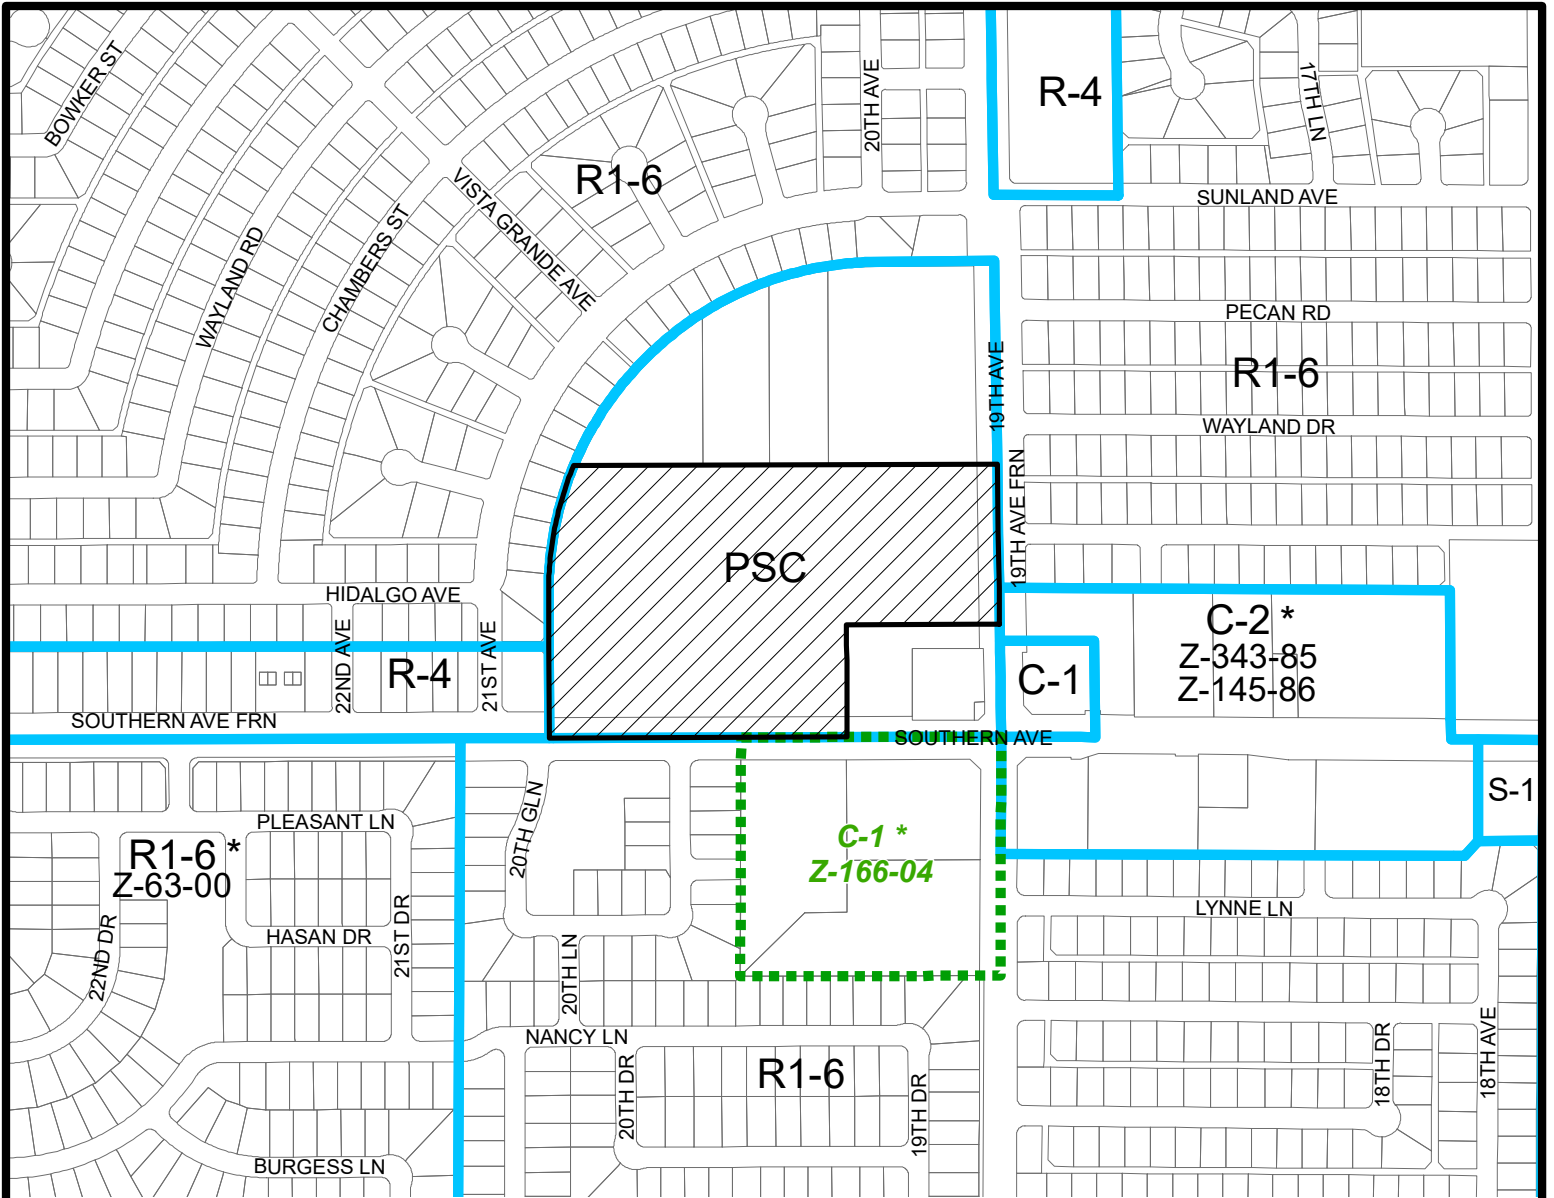 BOWKER ST
20TH AVE
R-4
17TH LN
R1-6
VISTA GRANDE AVE
SUNLAND AVE
WAYLAND RD
CHAMBERS ST
PECAN RD
19TH AVE
R1-6
WAYLAND DR
19TH AVE FRN
PSC
HIDALGO AVE
C-2 *
Z-343-85
Z-145-86
22ND AVE
R-4
21ST AVE
C-1
SOUTHERN AVE FRN
SOUTHERN AVE
S-1
PLEASANT LN
20TH GLN
C-1 *
Z-166-04
R1-6 *
Z-63-00
LYNNE LN
22ND DR
HASAN DR
21ST DR
20TH LN
NANCY LN
18TH AVE
20TH DR
R1-6
19TH DR
18TH DR
BURGESS LN